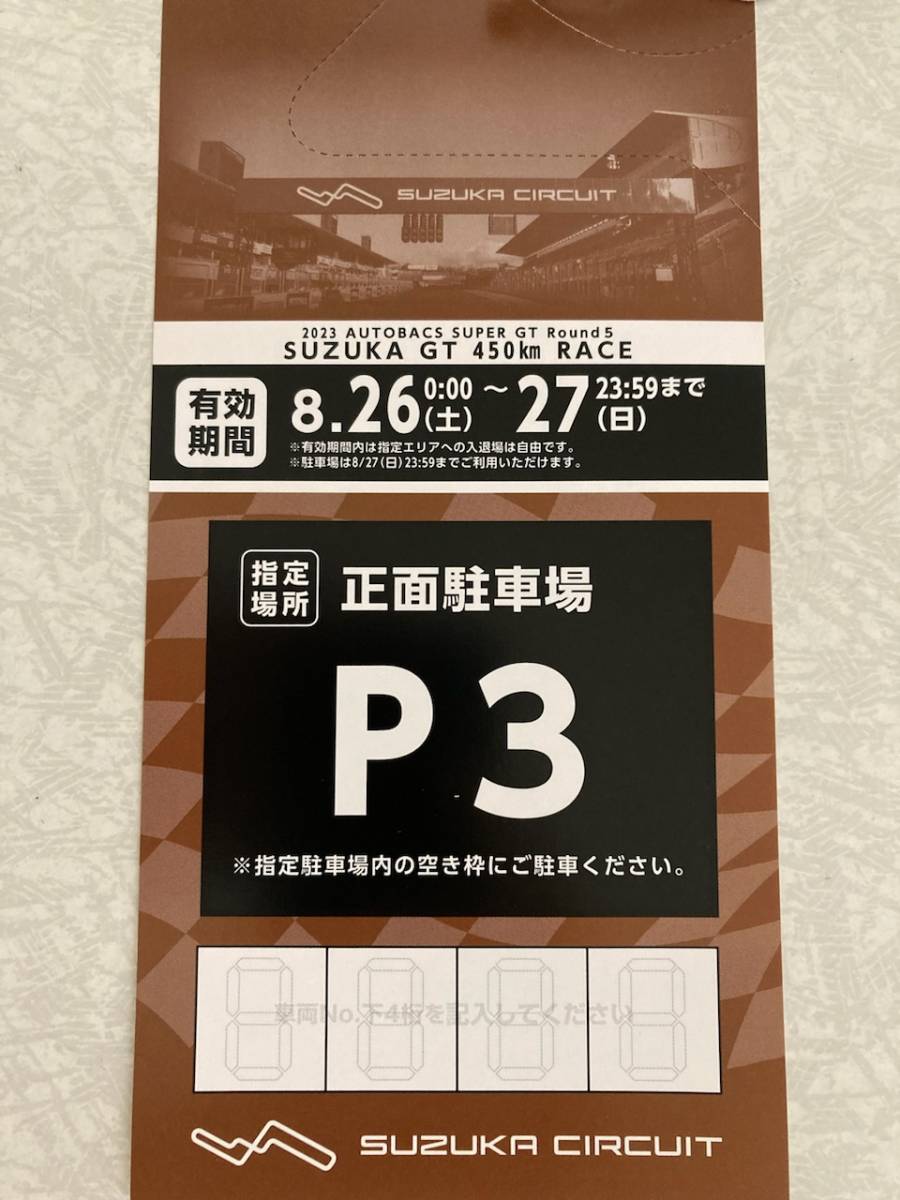 SUZUKA CIRCUIT
2023 AUTOBACS SUPER GT Round5
SUZUKA GT 450km RACE
有効
期間
8.26 0:00 (土) ～ 27 23:59まで (日)
※有効期間内は指定エリアへの入退場は自由です。
※駐車場は8/27(日)23:59までご利用いただけます。
指定
場所
正面駐車場
P3
※指定駐車場内の空き枠にご駐車ください。
車両No.下4桁を記入してください
SUZUKA CIRCUIT